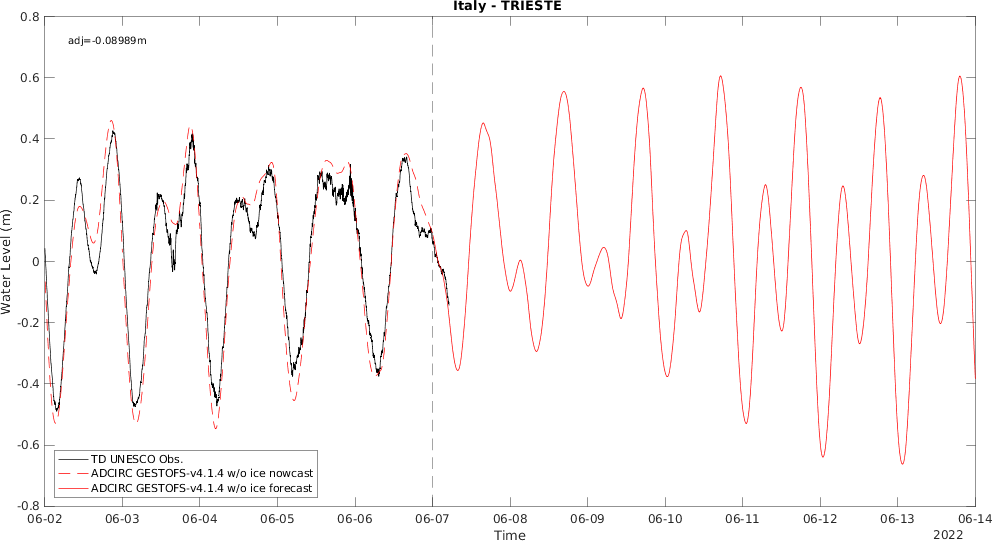 Italy - TRIESTE
adj=-0.08989m
0.8
0.6
0.4
0.2
0
-0.2
-0.4
-0.6
-0.8
Water Level (m)
TD UNESCO Obs.
ADCIRC GESTOFS-v4.1.4 w/o ice nowcast
ADCIRC GESTOFS-v4.1.4 w/o ice forecast
06-02 06-03 06-04 06-05 06-06 06-07 06-08 06-09 06-10 06-11 06-12 06-13 06-14
Time
2022